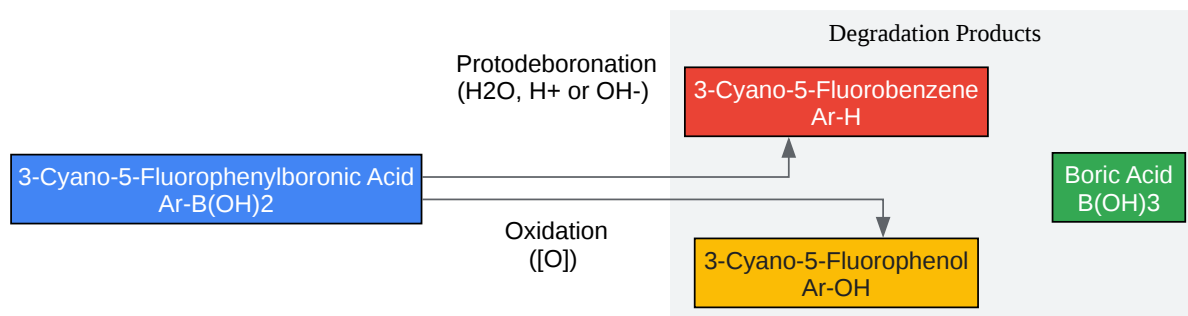 Degradation Products
Protodeboronation
(H2O, H+ or OH-)
3-Cyano-5-Fluorobenzene
Ar-H
3-Cyano-5-Fluorophenylboronic Acid
Ar-B(OH)2
Boric Acid
B(OH)3
Oxidation
([O])
3-Cyano-5-Fluorophenol
Ar-OH